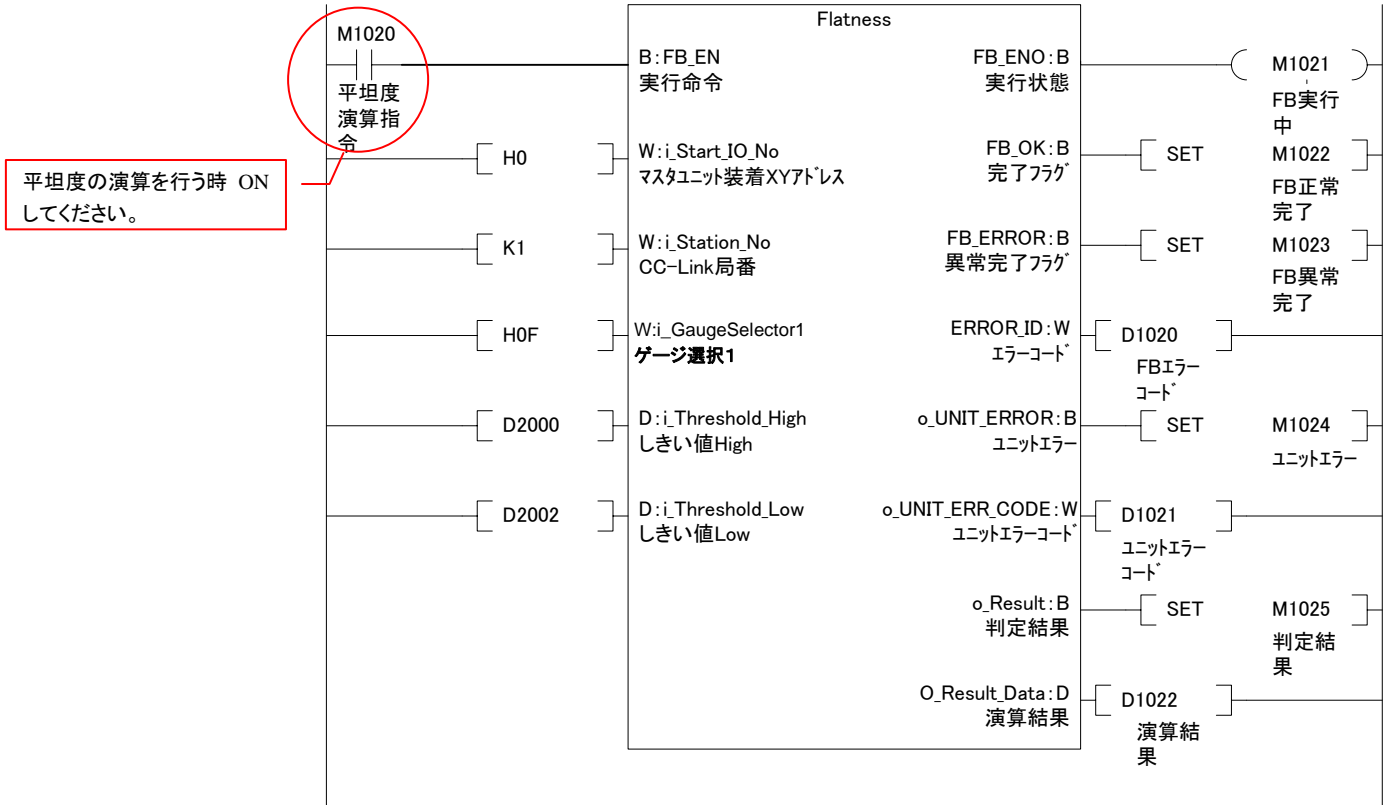 Flatness
M1020
平坦度
演算指
令
平坦度の演算を行う時 ON
してください。
B:FB_EN
実行命令
FB_ENO:B
実行状態
M1021
FB実行
中
H0
W:i_Start_IO_No
マスタユニット装着XYアドレス
FB_OK:B
完了フラグ
SET
M1022
FB正常
完了
K1
W:i_Station_No
CC-Link局番
FB_ERROR:B
異常完了フラグ
SET
M1023
FB異常
完了
H0F
W:i_GaugeSelector1
ゲージ選択1
ERROR_ID:W
エラーコード
D1020
FBエラー
コード
D2000
D:i_Threshold_High
しきい値High
o_UNIT_ERROR:B
ユニットエラー
SET
M1024
ユニットエラー
D2002
D:i_Threshold_Low
しきい値Low
o_UNIT_ERR_CODE:W
ユニットエラーコード
D1021
ユニットエラー
コード
o_Result:B
判定結果
SET
M1025
判定結
果
O_Result_Data:D
演算結果
D1022
演算結
果